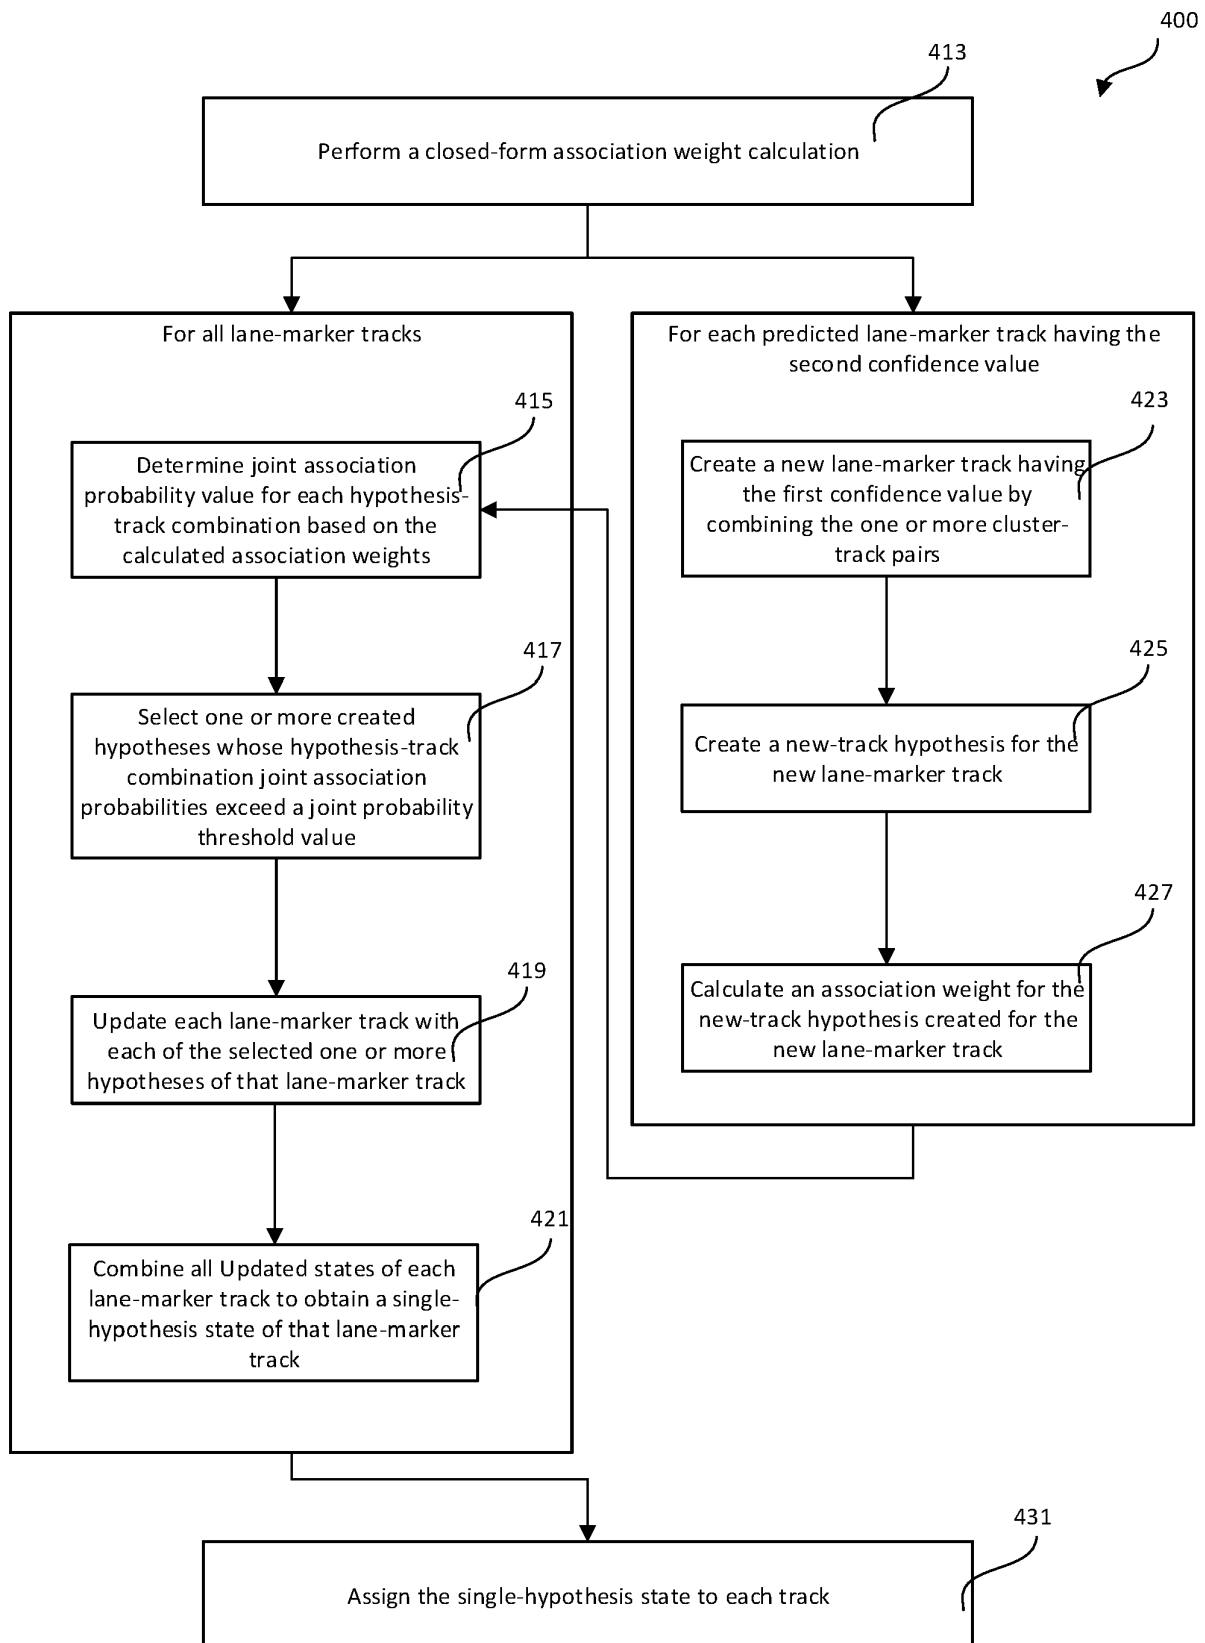 400
413
Perform a closed-form association weight calculation
For all lane-marker tracks
415
Determine joint association
probability value for each hypothesis-
track combination based on the
calculated association weights
417
Select one or more created
hypotheses whose hypothesis-track
combination joint association
probabilities exceed a joint probability
threshold value
419
Update each lane-marker track with
each of the selected one or more
hypotheses of that lane-marker track
421
Combine all Updated states of each
lane-marker track to obtain a single-
hypothesis state of that lane-marker
track
For each predicted lane-marker track having the
second confidence value
423
Create a new lane-marker track having
the first confidence value by
combining the one or more cluster-
track pairs
425
Create a new-track hypothesis for the
new lane-marker track
427
Calculate an association weight for the
new-track hypothesis created for the
new lane-marker track
431
Assign the single-hypothesis state to each track